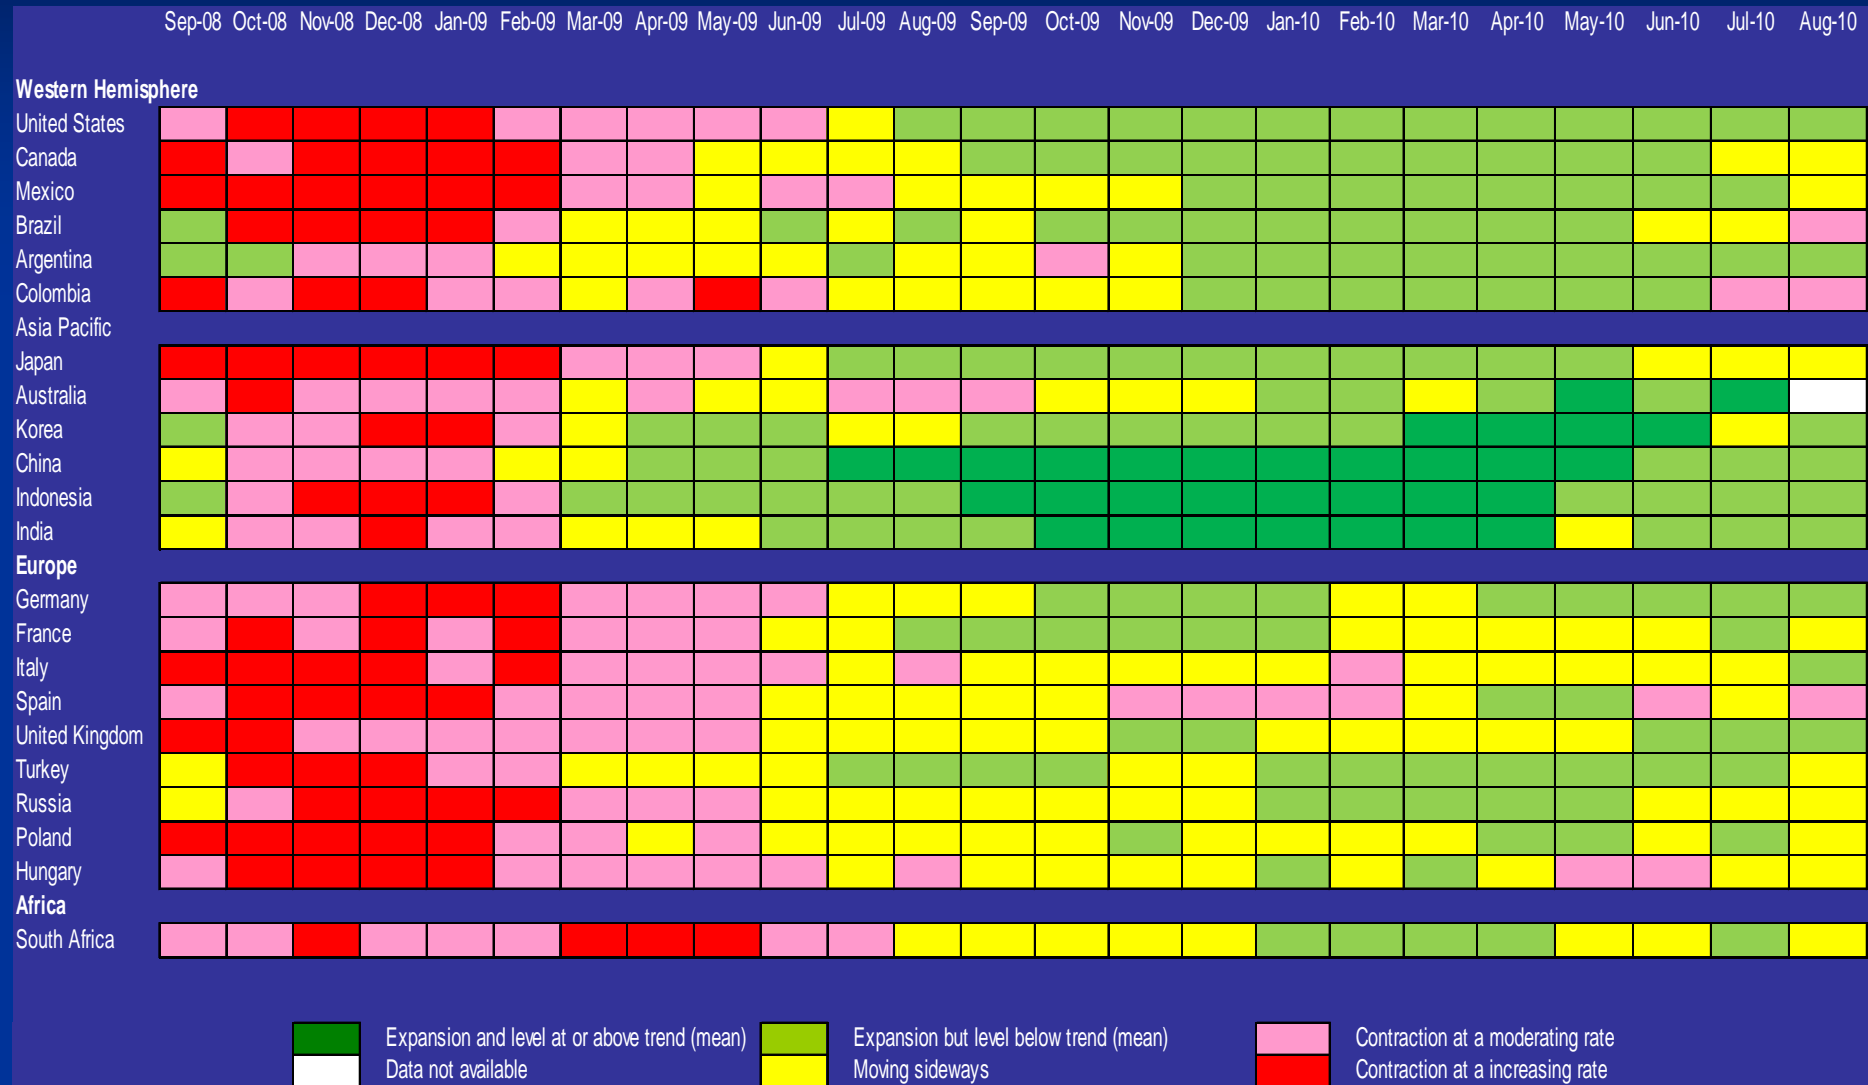 Sep-08 Oct-08 Nov-08 Dec-08 Jan-09 Feb-09 Mar-09 Apr-09 May-09 Jun-09 Jul-09 Aug-09 Sep-09 Oct-09 Nov-09 Dec-09 Jan-10 Feb-10 Mar-10 Apr-10 May-10 Jun-10 Jul-10 Aug-10
Western Hemisphere
United States
Canada
Mexico
Brazil
Argentina
Colombia
Asia Pacific
Japan
Australia
Korea
China
Indonesia
India
Europe
Germany
France
Italy
Spain
United Kingdom
Turkey
Russia
Poland
Hungary
Africa
South Africa
Expansion and level at or above trend (mean) Expansion but level below trend (mean) Contraction at a moderating rate
Data not available Moving sideways Contraction at a increasing rate